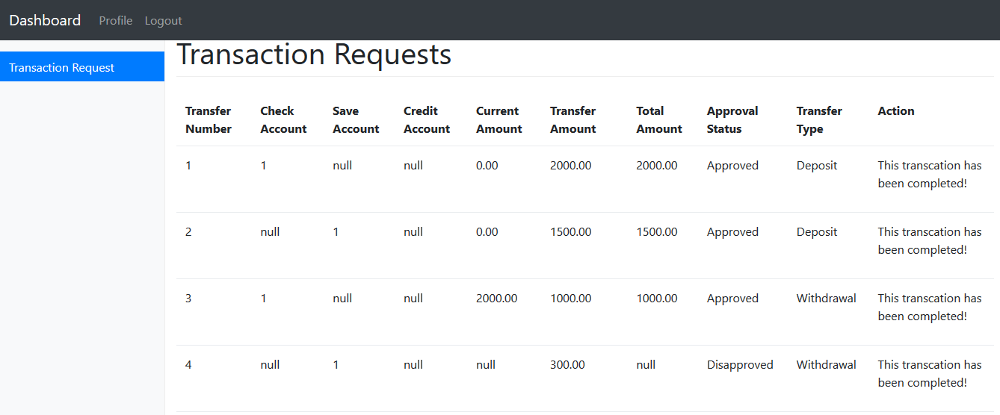 Dashboard Profile Logout
Transaction Request
Transaction Requests
Transfer Number Check Account Save Account Credit Account Current Amount Transfer Amount Total Amount Approval Status Transfer Type Action
1 1 null null 0.00 2000.00 2000.00 Approved Deposit This transcation has been completed!
2 null 1 null 0.00 1500.00 1500.00 Approved Deposit This transcation has been completed!
3 1 null null 2000.00 1000.00 1000.00 Approved Withdrawal This transcation has been completed!
4 null 1 null null 300.00 null Disapproved Withdrawal This transcation has been completed!